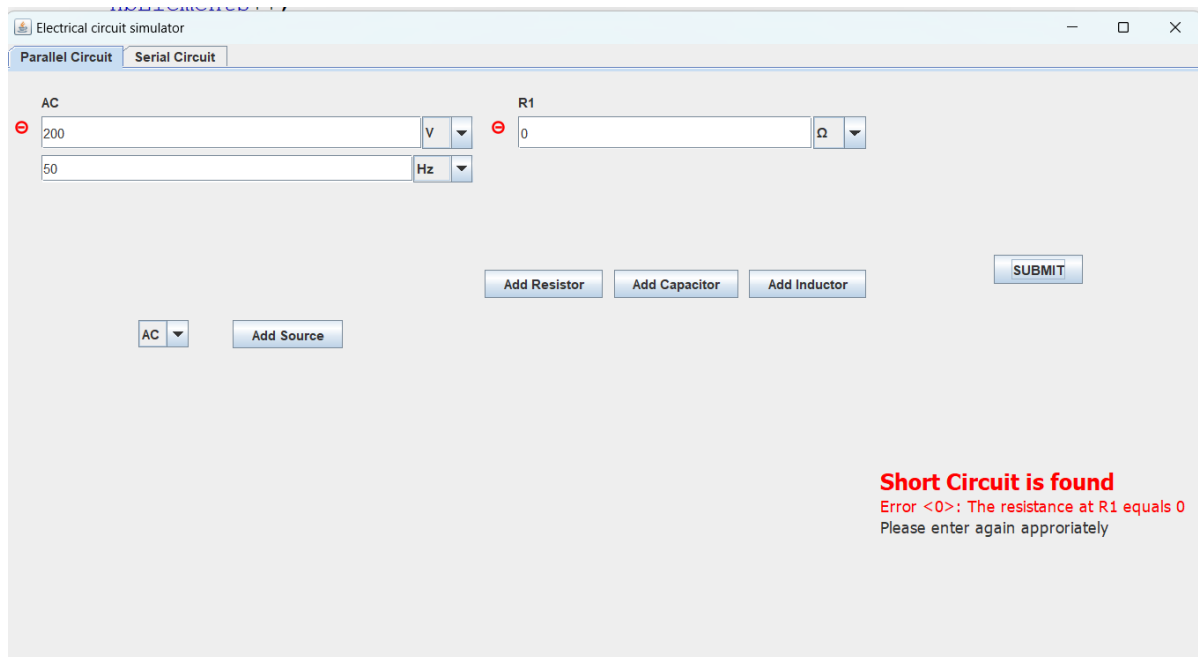 Electrical circuit simulator
Parallel Circuit Serial Circuit
AC R1
200 V 0 Ω
50 Hz
Add Resistor Add Capacitor Add Inductor SUBMIT
AC Add Source
Short Circuit is found
Error <0>: The resistance at R1 equals 0
Please enter again approriately